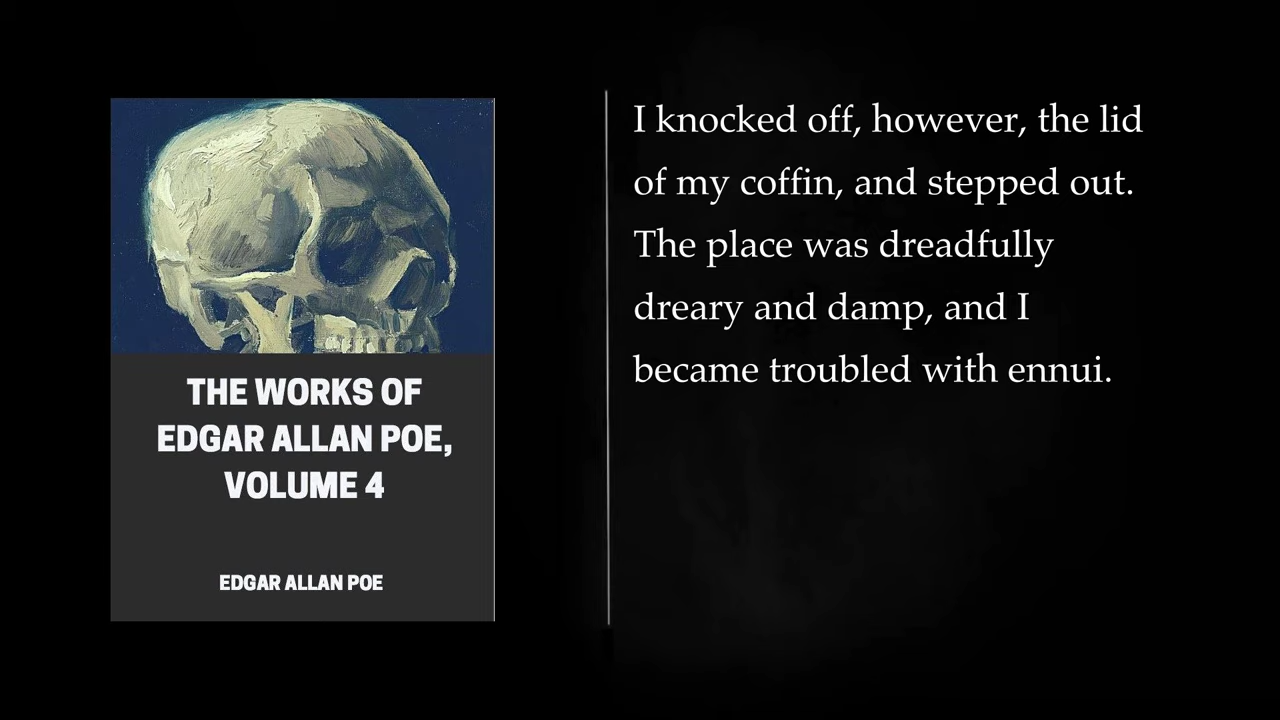 THE WORKS OF
EDGAR ALLAN POE,
VOLUME 4
EDGAR ALLAN POE
I knocked off, however, the lid
of my coffin, and stepped out.
The place was dreadfully
dreary and damp, and I
became troubled with ennui.